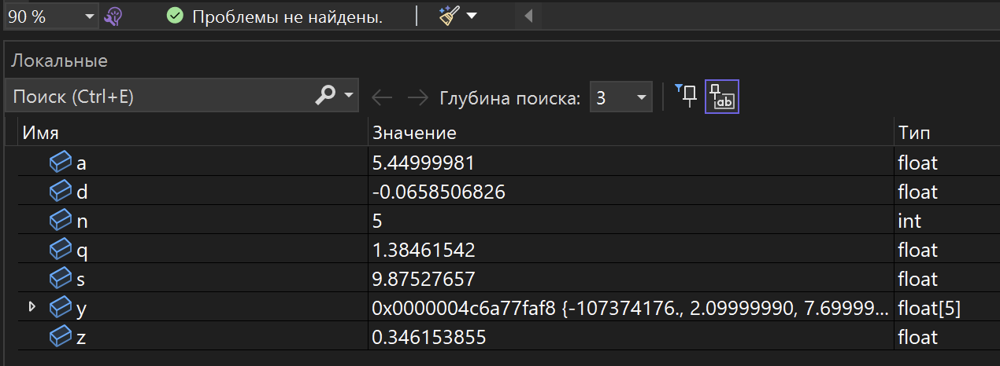 90 % Проблемы не найдены.
Локальные
Поиск (Ctrl+E) Глубина поиска: 3 ab
Имя Значение Тип
a 5.44999981 float
d -0.0658506826 float
n 5 int
q 1.38461542 float
s 9.87527657 float
y 0x0000004c6a77faf8 {-107374176., 2.09999990, 7.69999... float[5]
z 0.346153855 float